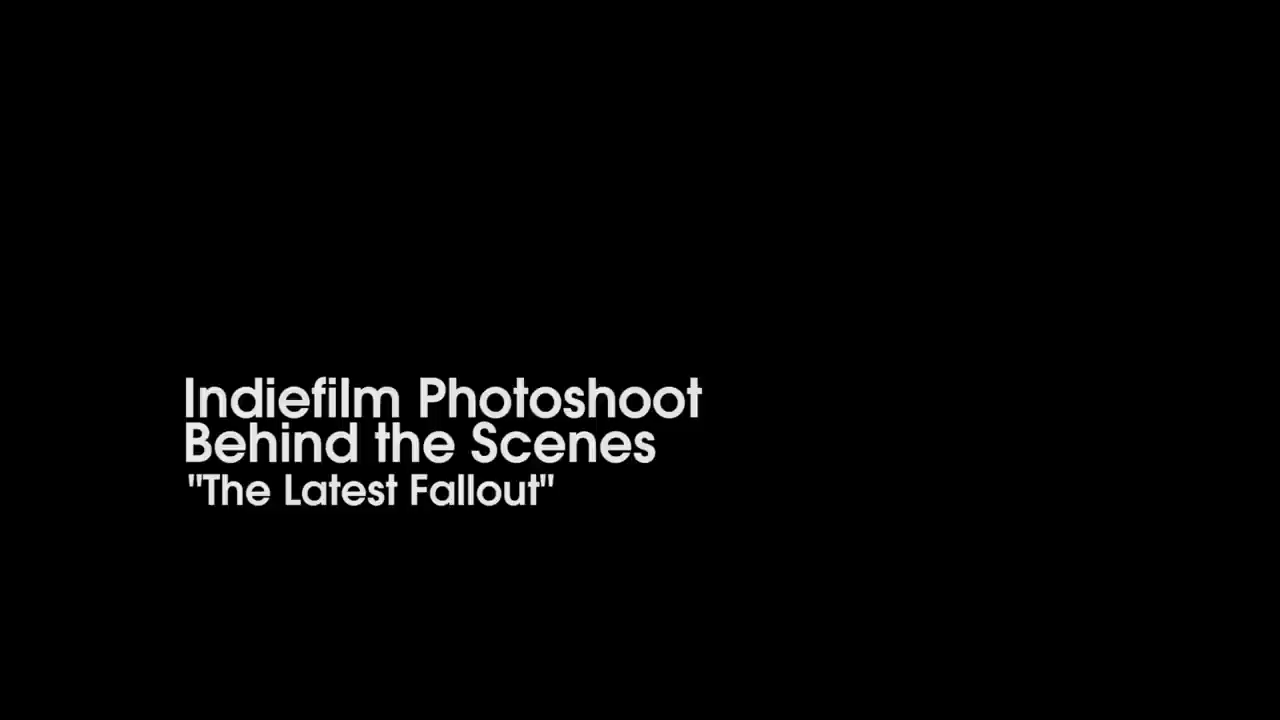 Indiefilm Photoshoot
Behind the Scenes
"The Latest Fallout"